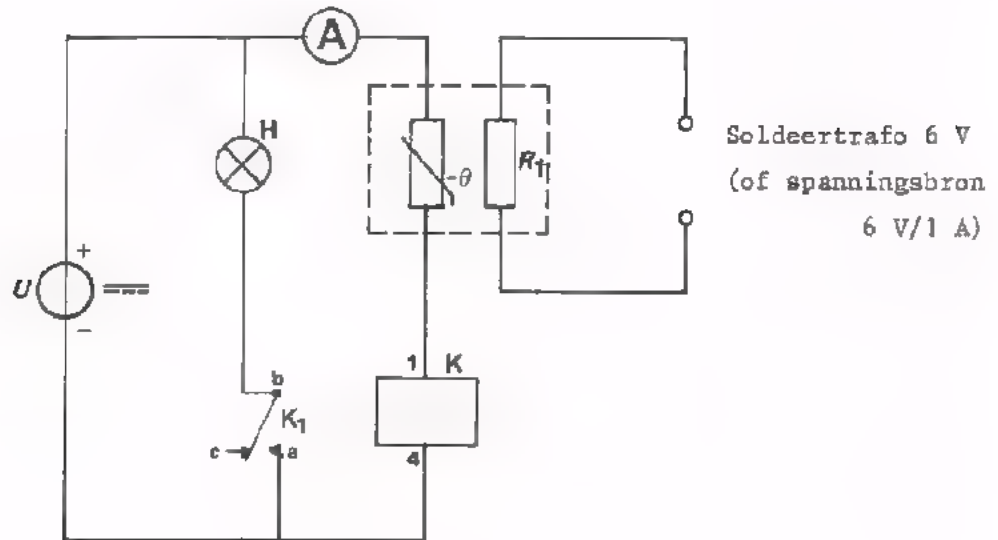 A
H
-θ
R1
Soldeertrafo 6 V
(of spanningsbron
6 V/1 A)
+
U
-
1 K
b
K1
c a
4